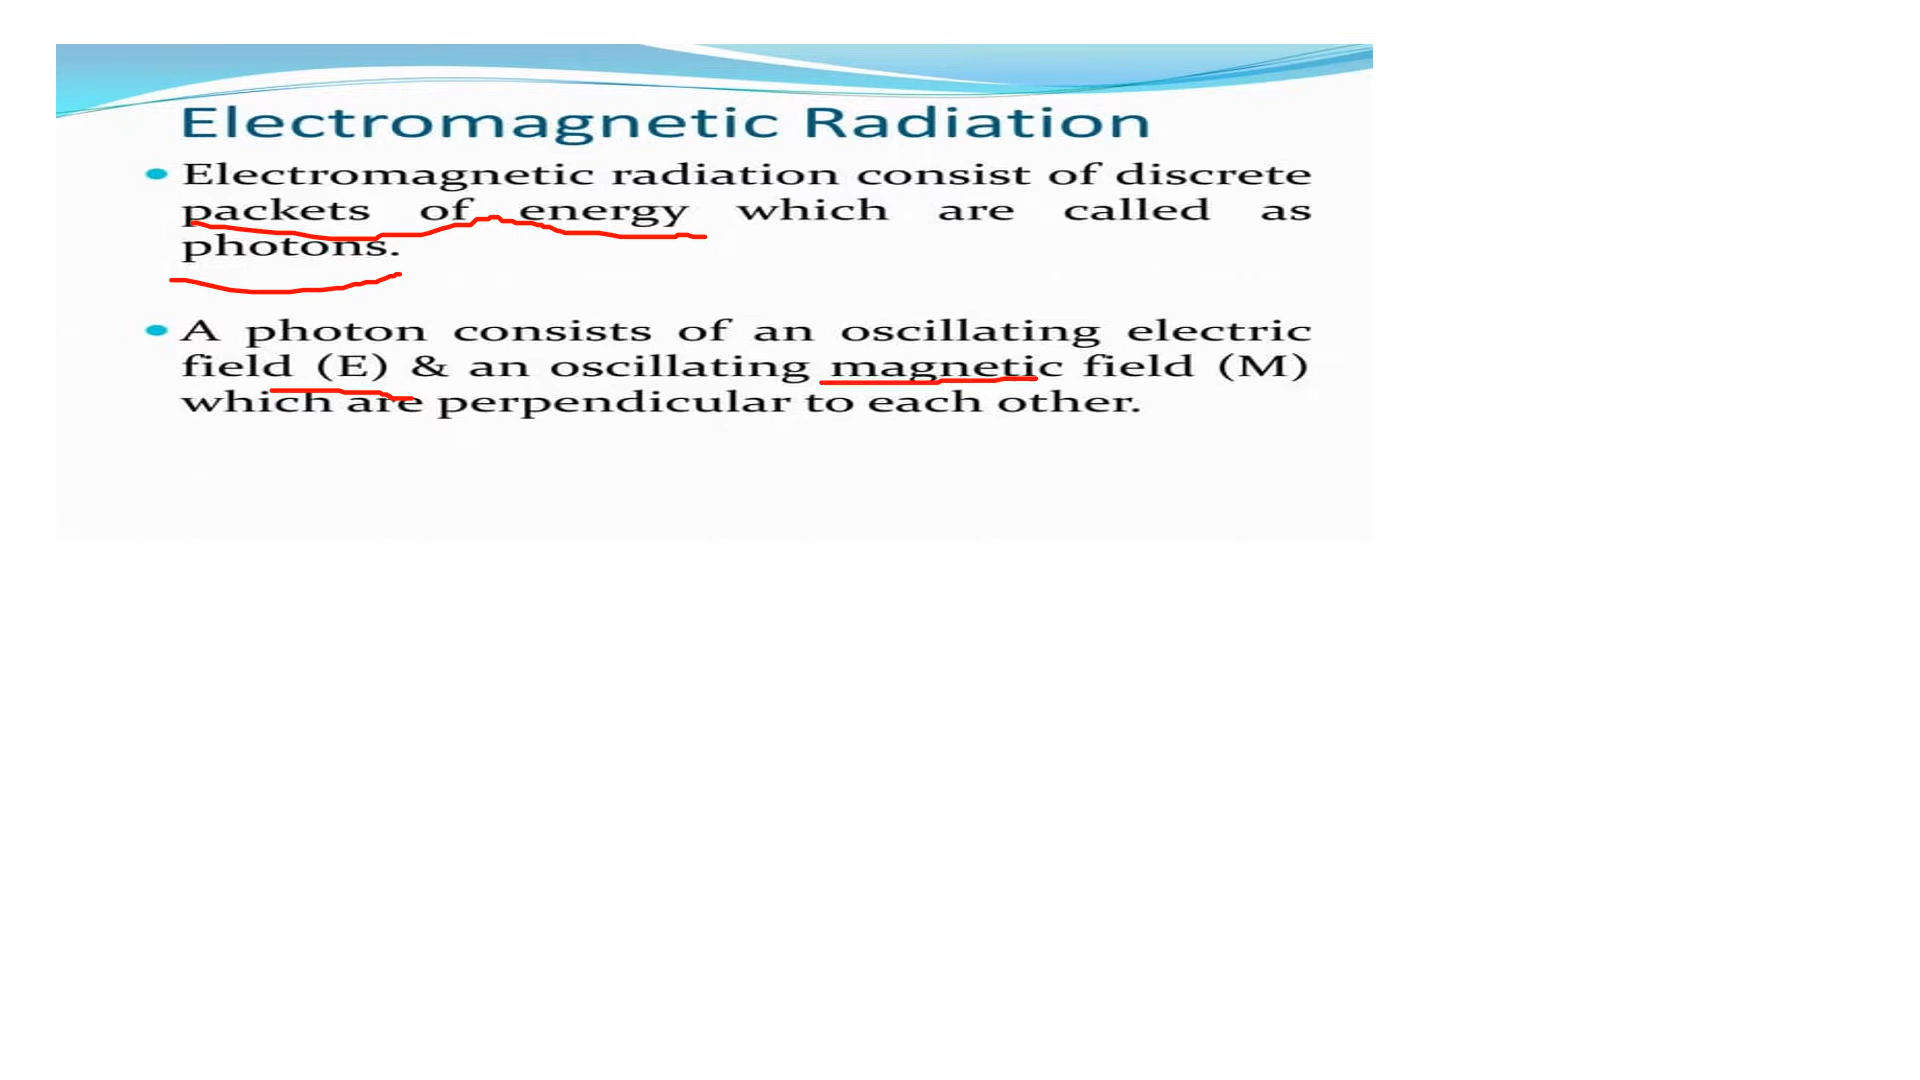 Electromagnetic Radiation
• Electromagnetic radiation consist of discrete
packets of energy which are called as
photons.
• A photon consists of an oscillating electric
field (E) & an oscillating magnetic field (M)
which are perpendicular to each other.